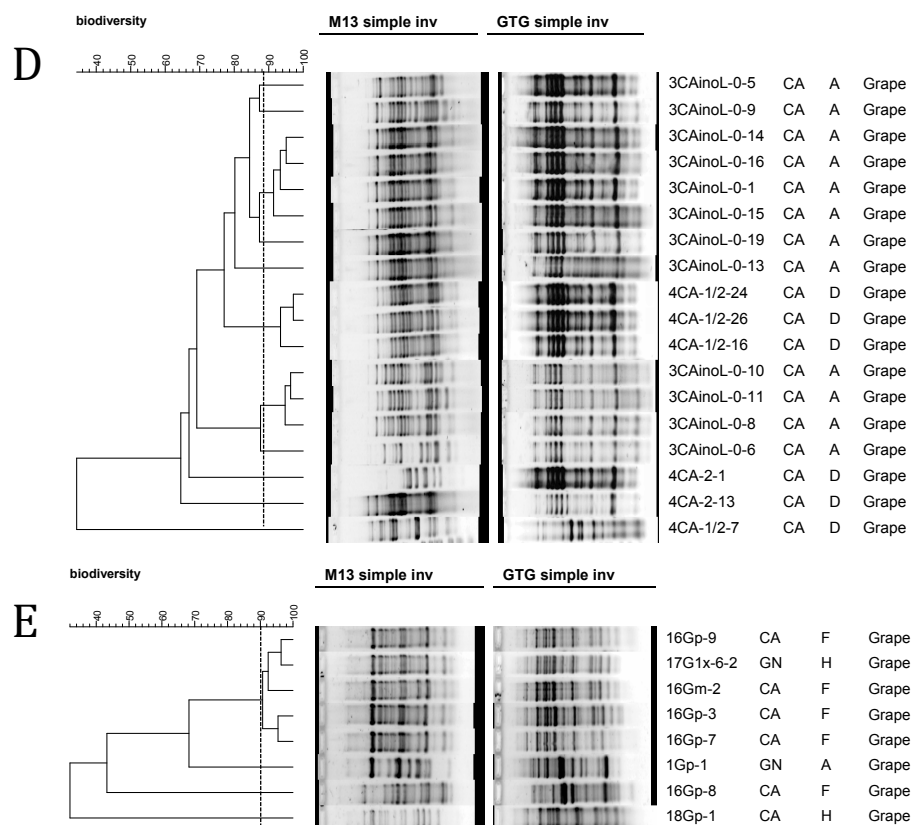 biodiversity M13 simple inv GTG simple inv
D
40 50 60 70 80 90 100
3CAinoL-0-5 CA A Grape
3CAinoL-0-9 CA A Grape
3CAinoL-0-14 CA A Grape
3CAinoL-0-16 CA A Grape
3CAinoL-0-1 CA A Grape
3CAinoL-0-15 CA A Grape
3CAinoL-0-19 CA A Grape
3CAinoL-0-13 CA A Grape
4CA-1/2-24 CA D Grape
4CA-1/2-26 CA D Grape
4CA-1/2-16 CA D Grape
3CAinoL-0-10 CA A Grape
3CAinoL-0-11 CA A Grape
3CAinoL-0-8 CA A Grape
3CAinoL-0-6 CA A Grape
4CA-2-1 CA D Grape
4CA-2-13 CA D Grape
4CA-1/2-7 CA D Grape
biodiversity M13 simple inv GTG simple inv
E
40 50 60 70 80 90 100
16Gp-9 CA F Grape
17G1x-6-2 GN H Grape
16Gm-2 CA F Grape
16Gp-3 CA F Grape
16Gp-7 CA F Grape
1Gp-1 GN A Grape
16Gp-8 CA F Grape
18Gp-1 CA H Grape